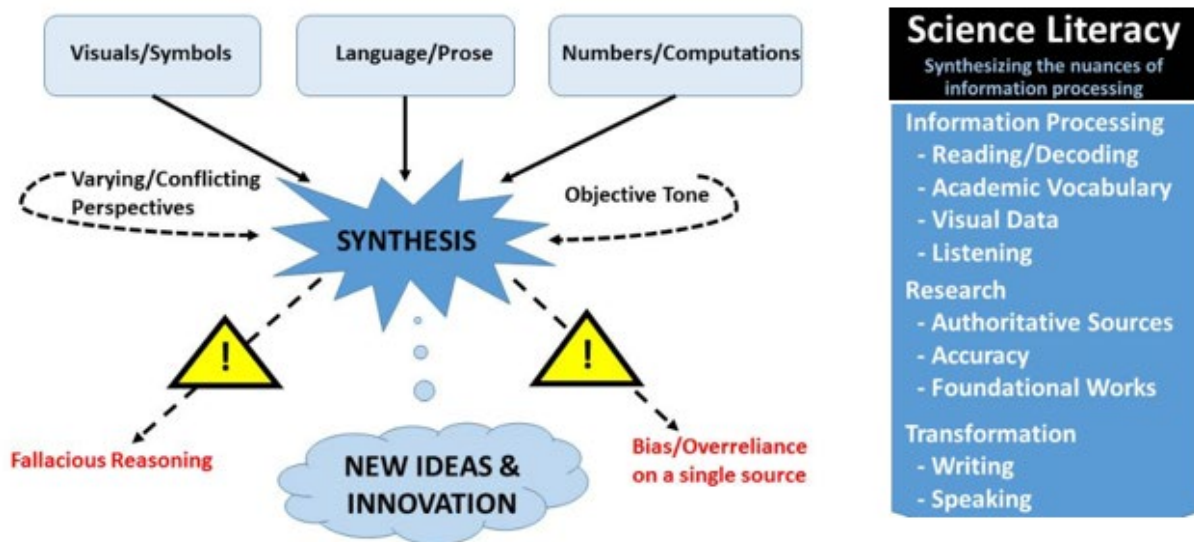 Visuals/Symbols
Language/Prose
Numbers/Computations
Varying/Conflicting
Perspectives
Objective Tone
SYNTHESIS
!
!
Fallacious Reasoning
NEW IDEAS &
INNOVATION
Bias/Overreliance
on a single source
Science Literacy
Synthesizing the nuances of
information processing
Information Processing
- Reading/Decoding
- Academic Vocabulary
- Visual Data
- Listening
Research
- Authoritative Sources
- Accuracy
- Foundational Works
Transformation
- Writing
- Speaking